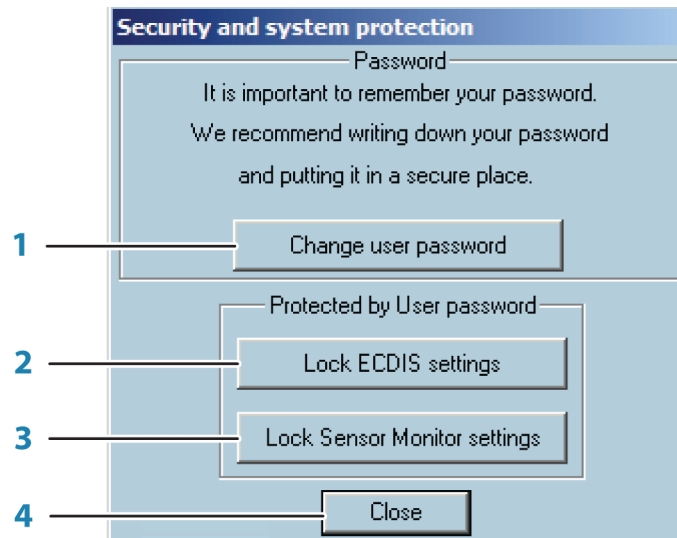 Security and system protection
Password
It is important to remember your password.
We recommend writing down your password
and putting it in a secure place.
1
Change user password
Protected by User password
2
Lock ECDIS settings
3
Lock Sensor Monitor settings
4
Close